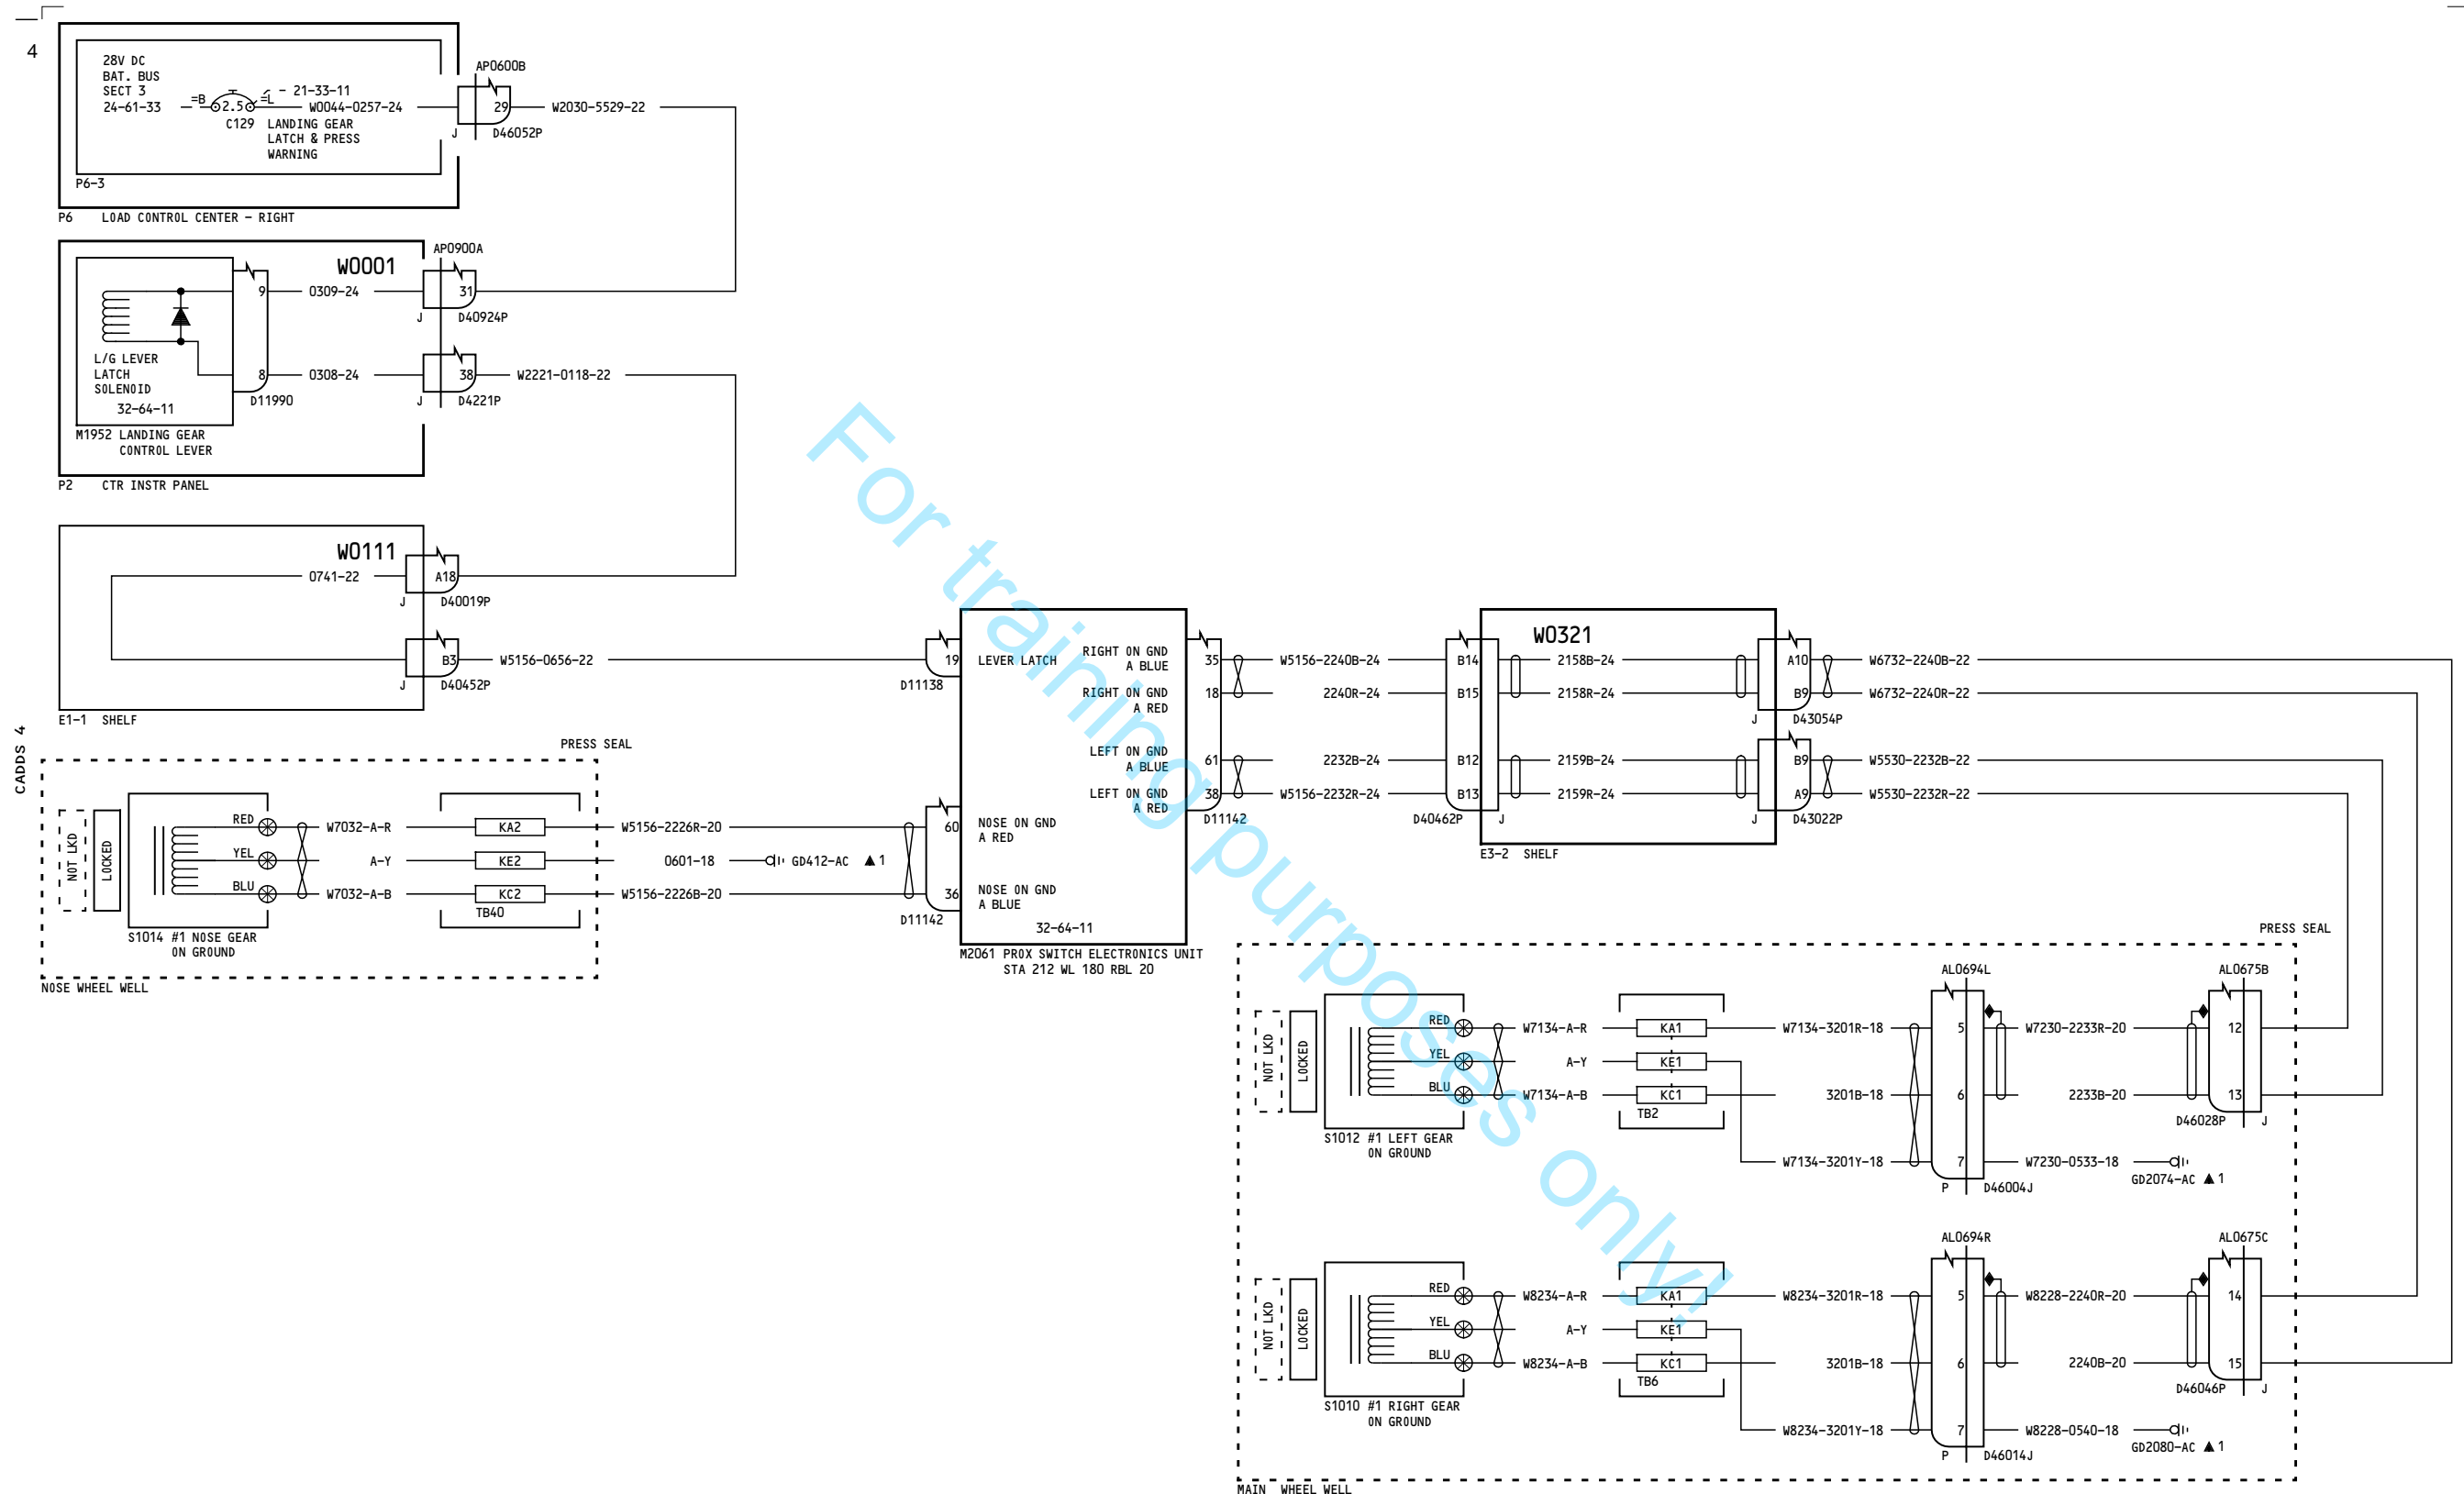 4
28V DC
BAT. BUS
SECT 3
24-61-33
=B
2.5
=L
21-33-11
W0044-0257-24
C129
LANDING GEAR
LATCH & PRESS
WARNING
AP0600B
29
W2030-5529-22
J
D46052P
P6-3
P6 LOAD CONTROL CENTER - RIGHT
W0001
AP0900A
9
0309-24
31
J
D40924P
L/G LEVER
LATCH
SOLENOID
32-64-11
8
0308-24
38
W2221-0118-22
D11990
J
D4221P
M1952 LANDING GEAR
CONTROL LEVER
P2 CTR INSTR PANEL
W0111
0741-22
A18
J
D40019P
B3
W5156-0656-22
J
D40452P
E1-1 SHELF
CADDS 4
19
LEVER LATCH
D11138
RIGHT ON GND
A BLUE
35
W5156-2240B-24
RIGHT ON GND
A RED
18
2240R-24
LEFT ON GND
A BLUE
61
2232B-24
LEFT ON GND
A RED
38
W5156-2232R-24
D11142
60
NOSE ON GND
A RED
36
NOSE ON GND
A BLUE
D11142
32-64-11
M2061 PROX SWITCH ELECTRONICS UNIT
STA 212 WL 180 RBL 20
W0321
B14
2158B-24
A10
W6732-2240B-22
B15
2158R-24
B9
W6732-2240R-22
J
D43054P
B12
2159B-24
B9
W5530-2232B-22
B13
2159R-24
A9
W5530-2232R-22
D40462P
J
J
D43022P
E3-2 SHELF
PRESS SEAL
NOT LKD
LOCKED
RED
W7032-A-R
KA2
W5156-2226R-20
YEL
A-Y
KE2
0601-18
GD412-AC ▲ 1
BLU
W7032-A-B
KC2
W5156-2226B-20
TB40
S1014 #1 NOSE GEAR
ON GROUND
NOSE WHEEL WELL
PRESS SEAL
NOT LKD
LOCKED
RED
W7134-A-R
KA1
W7134-3201R-18
AL0694L
5
W7230-2233R-20
AL0675B
12
YEL
A-Y
KE1
BLU
W7134-A-B
KC1
3201B-18
6
2233B-20
13
TB2
D46028P
J
S1012 #1 LEFT GEAR
ON GROUND
W7134-3201Y-18
7
W7230-0533-18
GD2074-AC ▲ 1
P
D46004J
NOT LKD
LOCKED
RED
W8234-A-R
KA1
W8234-3201R-18
AL0694R
5
W8228-2240R-20
AL0675C
14
YEL
A-Y
KE1
BLU
W8234-A-B
KC1
3201B-18
6
2240B-20
15
TB6
D46046P
J
S1010 #1 RIGHT GEAR
ON GROUND
W8234-3201Y-18
7
W8228-0540-18
GD2080-AC ▲ 1
P
D46014J
MAIN WHEEL WELL
For training purposes only!